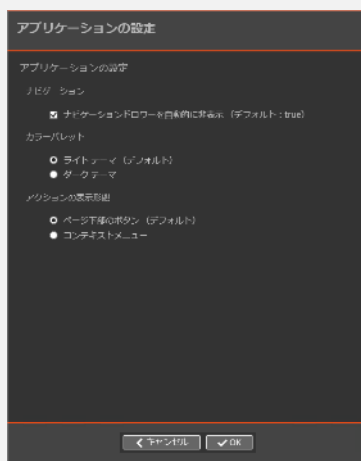 アプリケーションの設定
アプリケーションの設定
ナビゲーション
ナビゲーションドロワーを自動的に非表示 (デフォルト : true)
カラーパレット
ライトテーマ (デフォルト)
ダークテーマ
アクションの表示形態
ページ下部のボタン (デフォルト)
コンテキストメニュー
キャンセル
OK